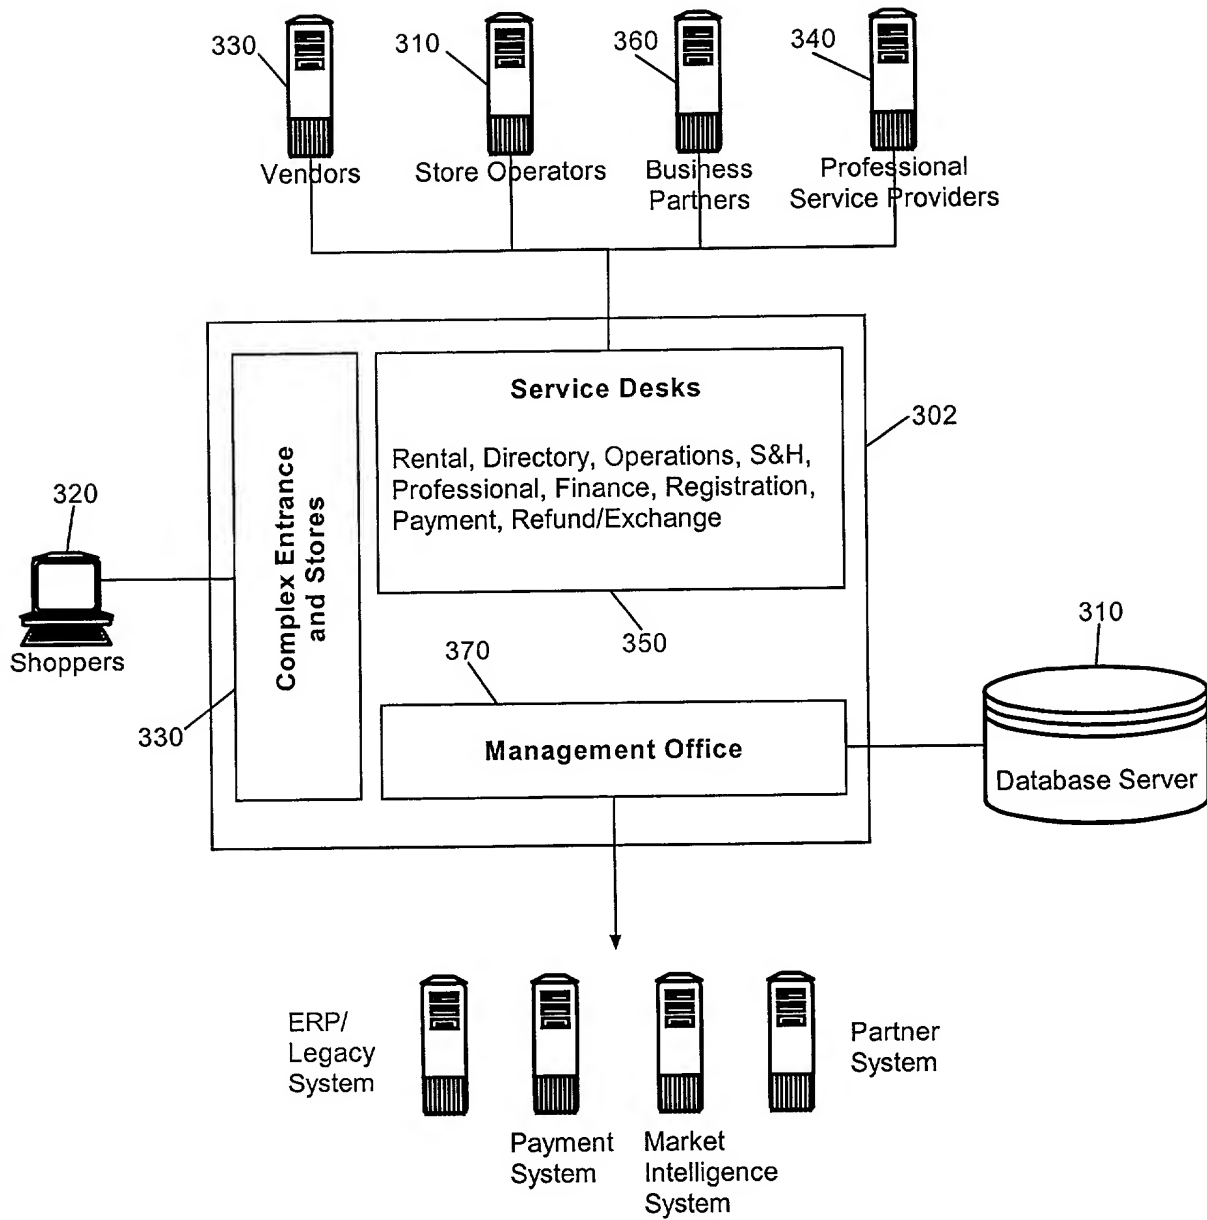 330
310
360
340
Vendors
Store Operators
Business
Partners
Professional
Service Providers
302
Service Desks
Rental, Directory, Operations, S&H,
Professional, Finance, Registration,
Payment, Refund/Exchange
350
Complex Entrance
and Stores
330
320
Shoppers
370
Management Office
310
Database Server
ERP/
Legacy
System
Payment
System
Market
Intelligence
System
Partner
System